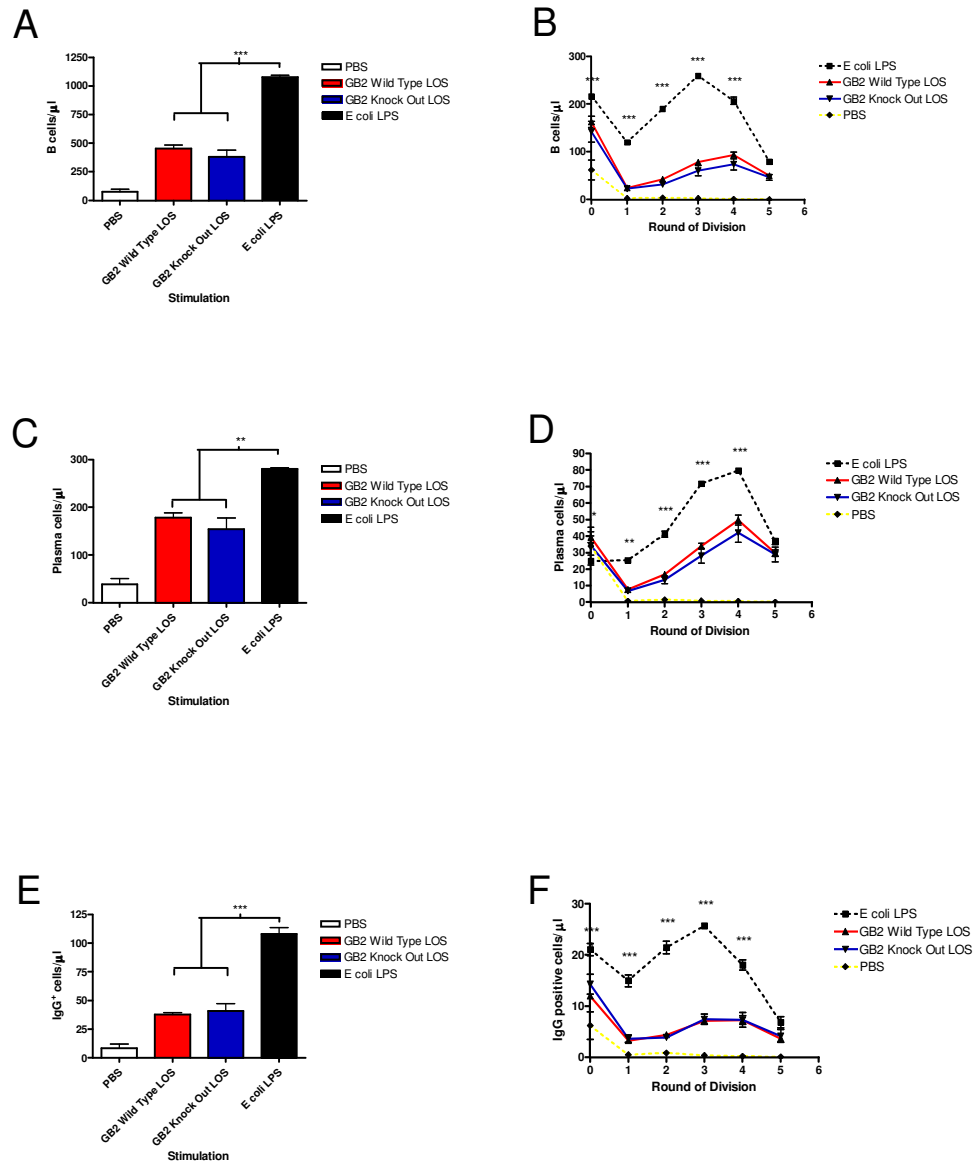 A
B cells/µl
1250
1000
750
500
250
0
***
PBS
GB2 Wild Type LOS
GB2 Knock Out LOS
E coli LPS
Stimulation
PBS
GB2 Wild Type LOS
GB2 Knock Out LOS
E coli LPS
B
B cells/µl
300
200
100
0
***
***
***
***
***
0 1 2 3 4 5 6
Round of Division
E coli LPS
GB2 Wild Type LOS
GB2 Knock Out LOS
PBS
C
Plasma cells/µl
300
200
100
0
**
PBS
GB2 Wild Type LOS
GB2 Knock Out LOS
E coli LPS
Stimulation
PBS
GB2 Wild Type LOS
GB2 Knock Out LOS
E coli LPS
D
Plasma cells/µl
90
80
70
60
50
40
30
20
10
0
*
**
***
***
***
0 1 2 3 4 5 6
Round of Division
E coli LPS
GB2 Wild Type LOS
GB2 Knock Out LOS
PBS
E
IgG+ cells/µl
125
100
75
50
25
0
***
PBS
GB2 Wild Type LOS
GB2 Knock Out LOS
E coli LPS
Stimulation
PBS
GB2 Wild Type LOS
GB2 Knock Out LOS
E coli LPS
F
IgG positive cells/µl
30
20
10
0
***
***
***
***
***
0 1 2 3 4 5 6
Round of Division
E coli LPS
GB2 Wild Type LOS
GB2 Knock Out LOS
PBS